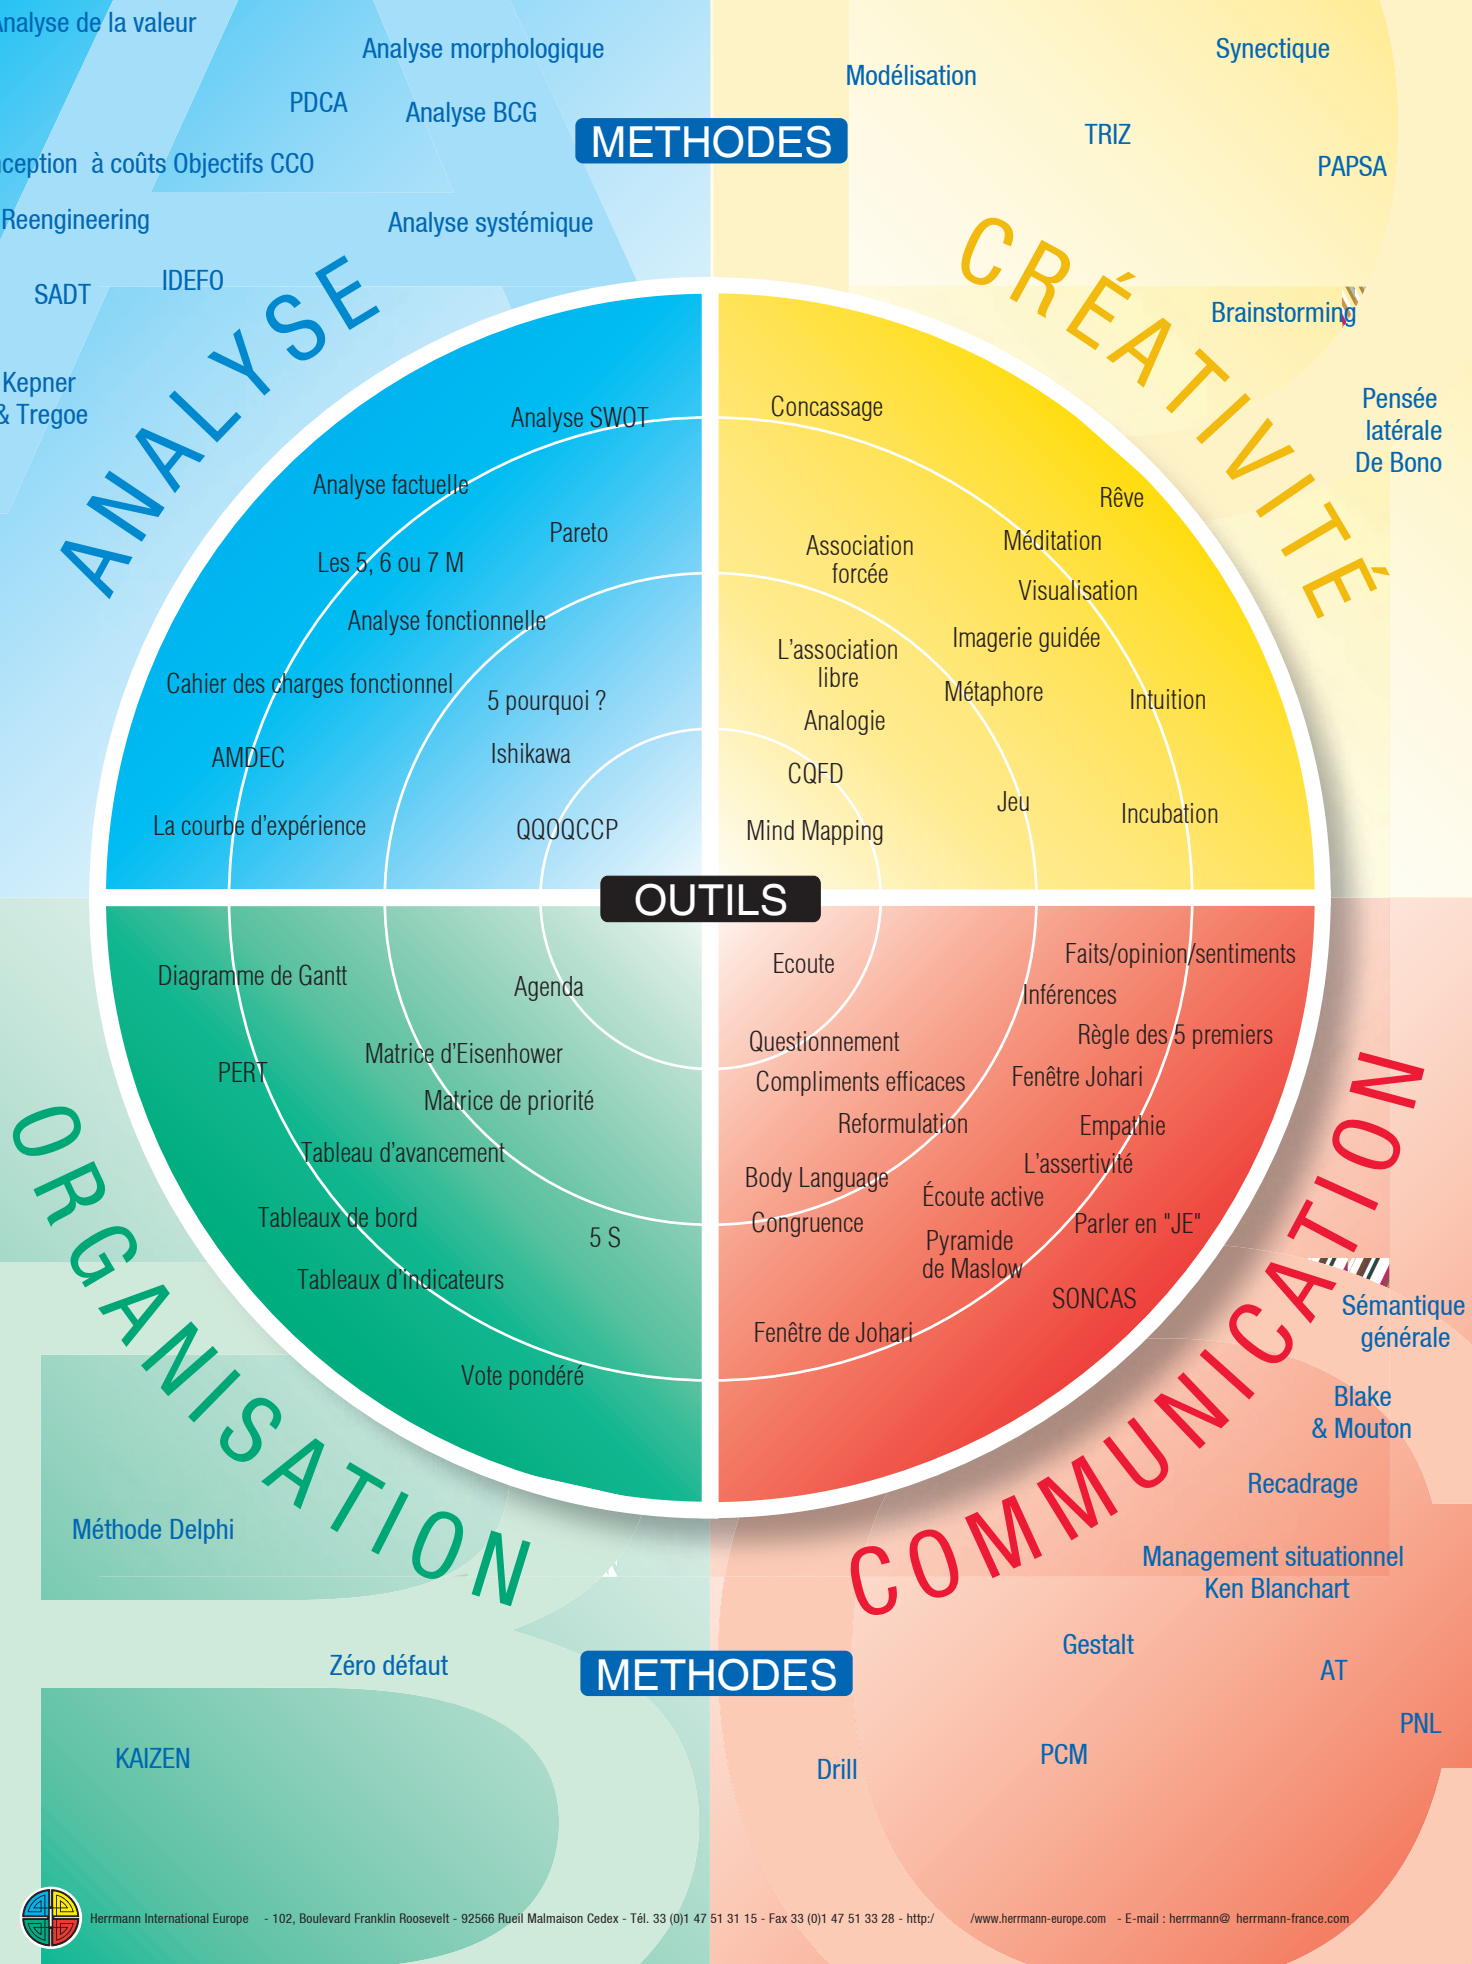 nalyse de la valeur
Analyse morphologique
PDCA
Analyse BCG
ception à coûts Objectifs CCO
Reengineering
Analyse systémique
SADT
IDEFO
Kepner
& Tregoe
METHODES
Modélisation
Synectique
TRIZ
PAPSA
Brainstorming
Pensée
latérale
De Bono
ANALYSE
CRÉATIVITÉ
Analyse SWOT
Analyse factuelle
Pareto
Les 5, 6 ou 7 M
Analyse fonctionnelle
Cahier des charges fonctionnel
5 pourquoi ?
Ishikawa
AMDEC
La courbe d'expérience
QQOQCCP
Concassage
Rêve
Association
forcée
Méditation
Visualisation
L'association
libre
Imagerie guidée
Métaphore
Intuition
Analogie
CQFD
Jeu
Incubation
Mind Mapping
OUTILS
Diagramme de Gantt
Agenda
Matrice d'Eisenhower
PERT
Matrice de priorité
Tableau d'avancement
Tableaux de bord
5 S
Tableaux d'indicateurs
Vote pondéré
Ecoute
Faits/opinion/sentiments
Inférences
Questionnement
Règle des 5 premiers
Compliments efficaces
Fenêtre Johari
Reformulation
Empathie
L'assertivité
Body Language
Écoute active
Congruence
Parler en "JE"
Pyramide
de Maslow
SONCAS
Fenêtre de Johari
ORGANISATION
COMMUNICATION
Méthode Delphi
Zéro défaut
KAIZEN
METHODES
Sémantique
générale
Blake
& Mouton
Recadrage
Management situationnel
Ken Blanchart
Gestalt
AT
PNL
PCM
Drill
Herrmann International Europe - 102, Boulevard Franklin Roosevelt - 92566 Rueil Malmaison Cedex - Tél. 33 (0)1 47 51 31 15 - Fax 33 (0)1 47 51 33 28 - http:/ /www.herrmann-europe.com - E-mail : herrmann@ herrmann-france.com